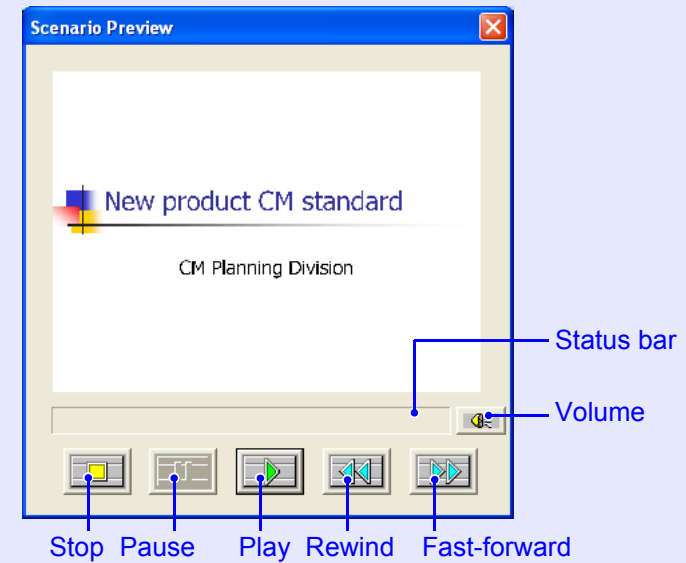 Scenario Preview
New product CM standard
CM Planning Division
Status bar
Volume
Stop Pause Play Rewind Fast-forward